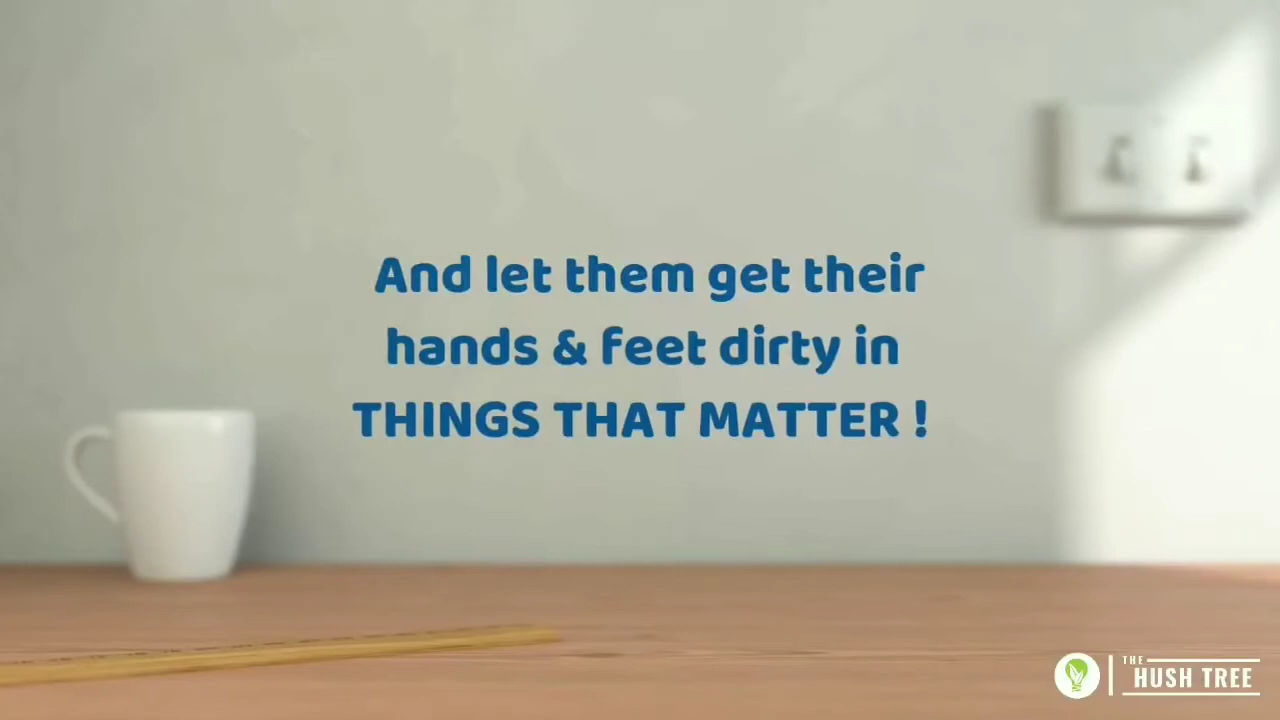 And let them get their
hands & feet dirty in
THINGS THAT MATTER !
THE
HUSH TREE